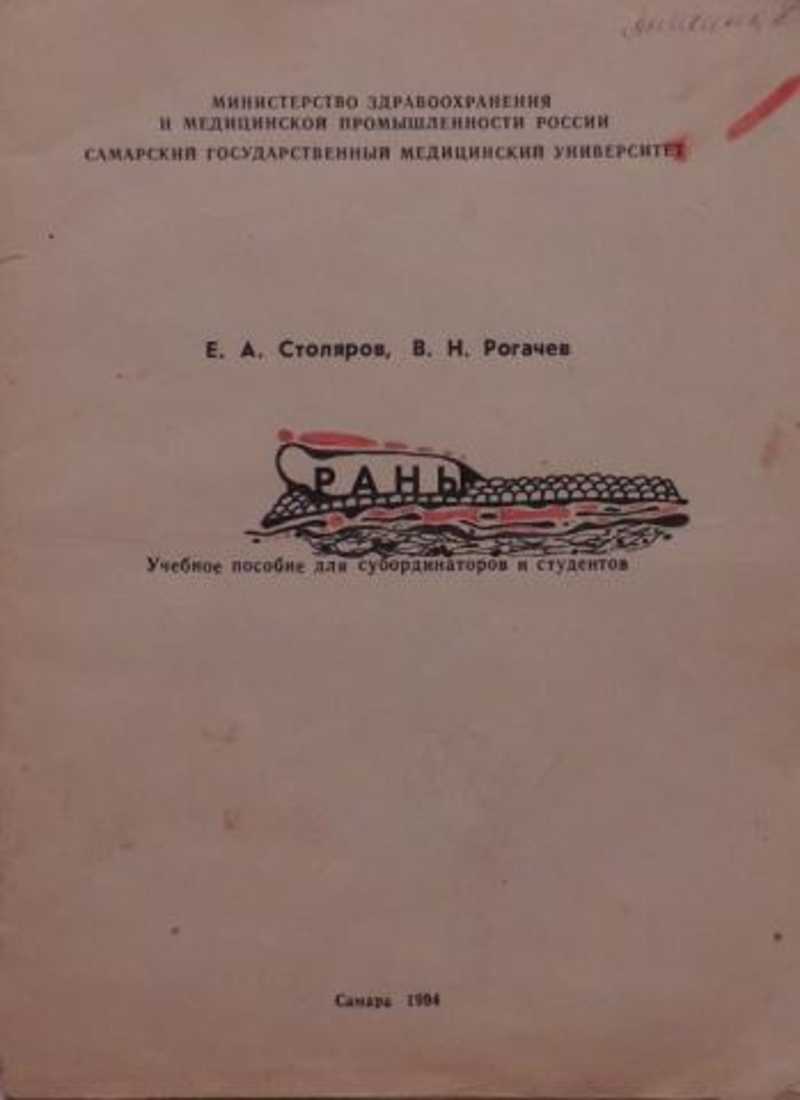 МИНИСТЕРСТВО ЗДРАВООХРАНЕНИЯ
И МЕДИЦИНСКОЙ ПРОМЫШЛЕННОСТИ РОССИИ
САМАРСКИЙ ГОСУДАРСТВЕННЫЙ МЕДИЦИНСКИЙ УНИВЕРСИТЕТ
Е. А. Столяров, В. Н. Рогачев
РАНЫ
Учебное пособие для субординаторов и студентов
Самара 1994